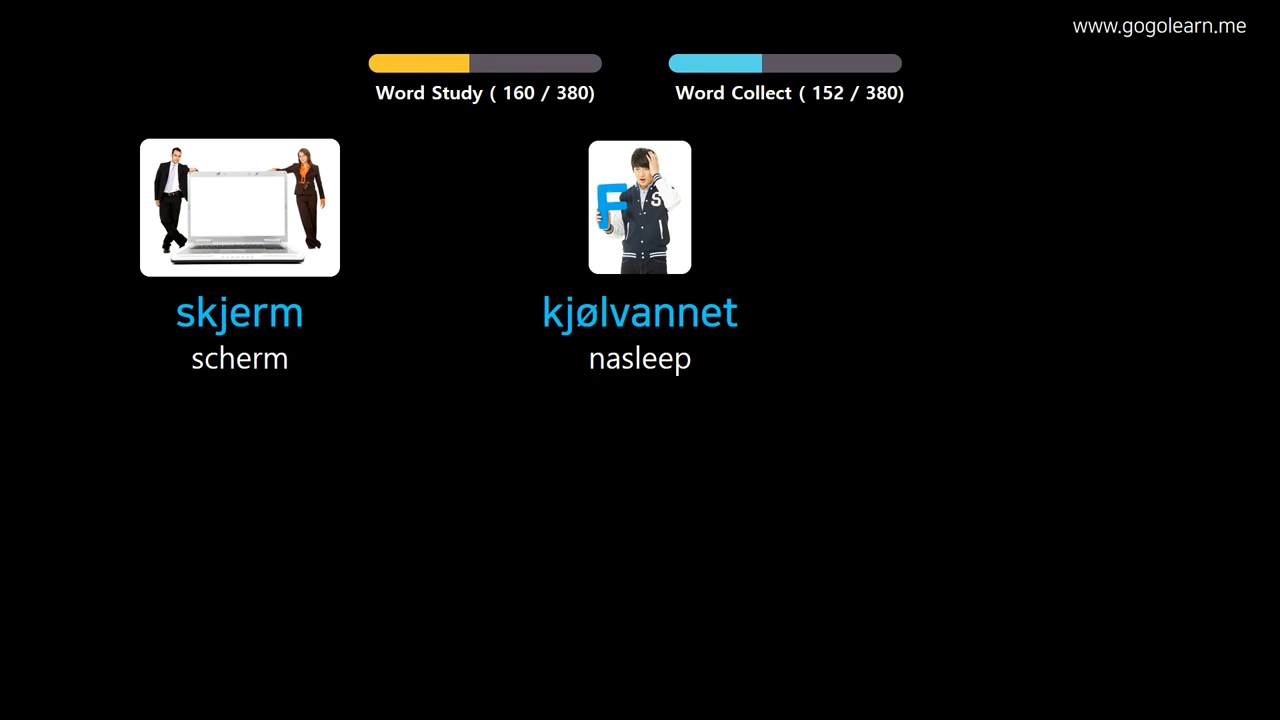 www.gogolearn.me
Word Study ( 160 / 380)
Word Collect ( 152 / 380)
F
S
skjerm
kjølvannet
scherm
nasleep